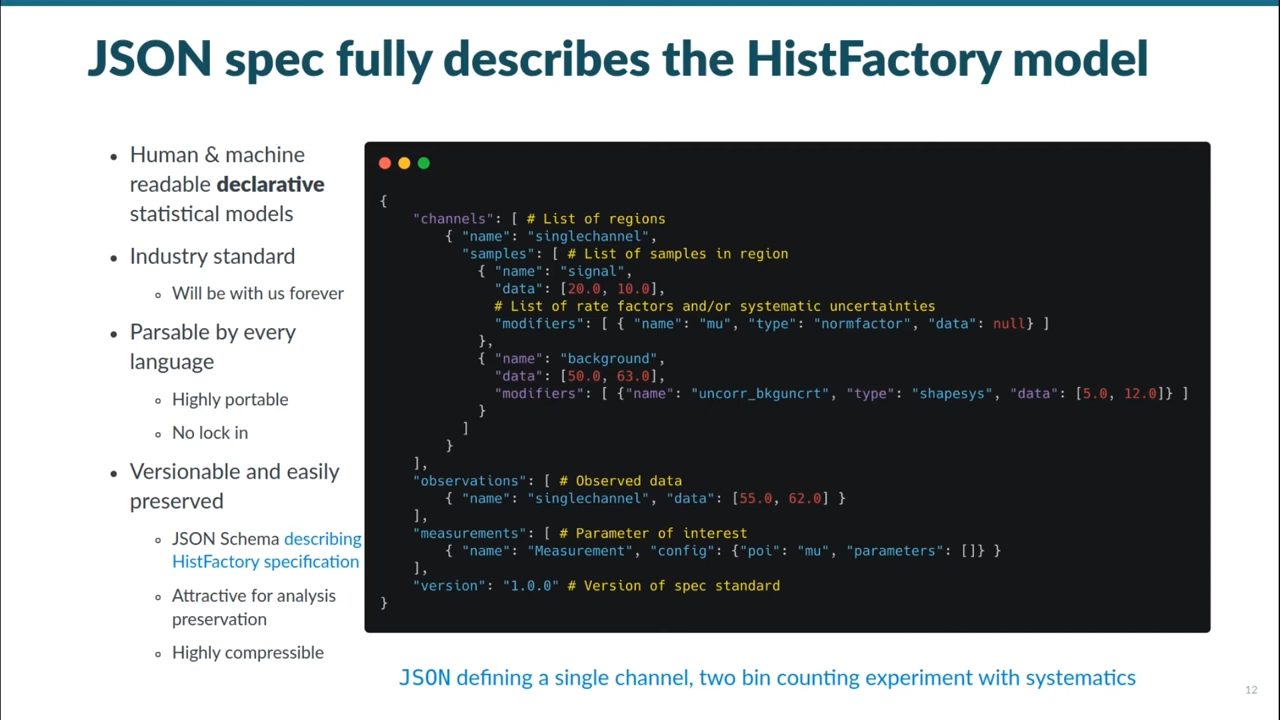 JSON spec fully describes the HistFactory model
Human & machine
readable declarative
statistical models
Industry standard
Will be with us forever
Parsable by every
language
Highly portable
No lock in
Versionable and easily
preserved
JSON Schema describing
HistFactory specification
Attractive for analysis
preservation
Highly compressible
{
    "channels": [ # List of regions
        { "name": "singlechannel",
          "samples": [ # List of samples in region
            { "name": "signal",
              "data": [20.0, 10.0],
              # List of rate factors and/or systematic uncertainties
              "modifiers": [ { "name": "mu", "type": "normfactor", "data": null} ]
            },
            { "name": "background",
              "data": [50.0, 63.0],
              "modifiers": [ {"name": "uncorr_bkguncrt", "type": "shapesys", "data": [5.0, 12.0]} ]
            }
          ]
        }
    ],
    "observations": [ # Observed data
        { "name": "singlechannel", "data": [55.0, 62.0] }
    ],
    "measurements": [ # Parameter of interest
        { "name": "Measurement", "config": {"poi": "mu", "parameters": []} }
    ],
    "version": "1.0.0" # Version of spec standard
}
JSON defining a single channel, two bin counting experiment with systematics
12